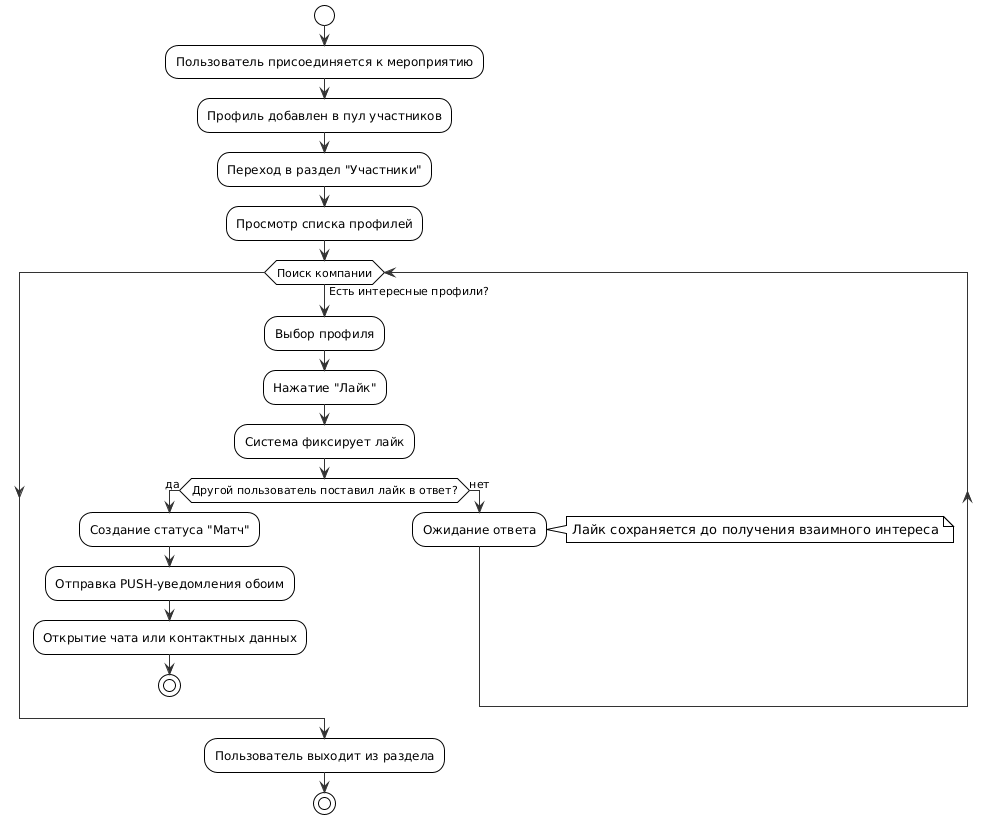 Пользователь присоединяется к мероприятию
Профиль добавлен в пул участников
Переход в раздел "Участники"
Просмотр списка профилей
Поиск компании
Есть интересные профили?
Выбор профиля
Нажатие "Лайк"
Система фиксирует лайк
да
Другой пользователь поставил лайк в ответ?
нет
Создание статуса "Матч"
Ожидание ответа
Лайк сохраняется до получения взаимного интереса
Отправка PUSH-уведомления обоим
Открытие чата или контактных данных
Пользователь выходит из раздела